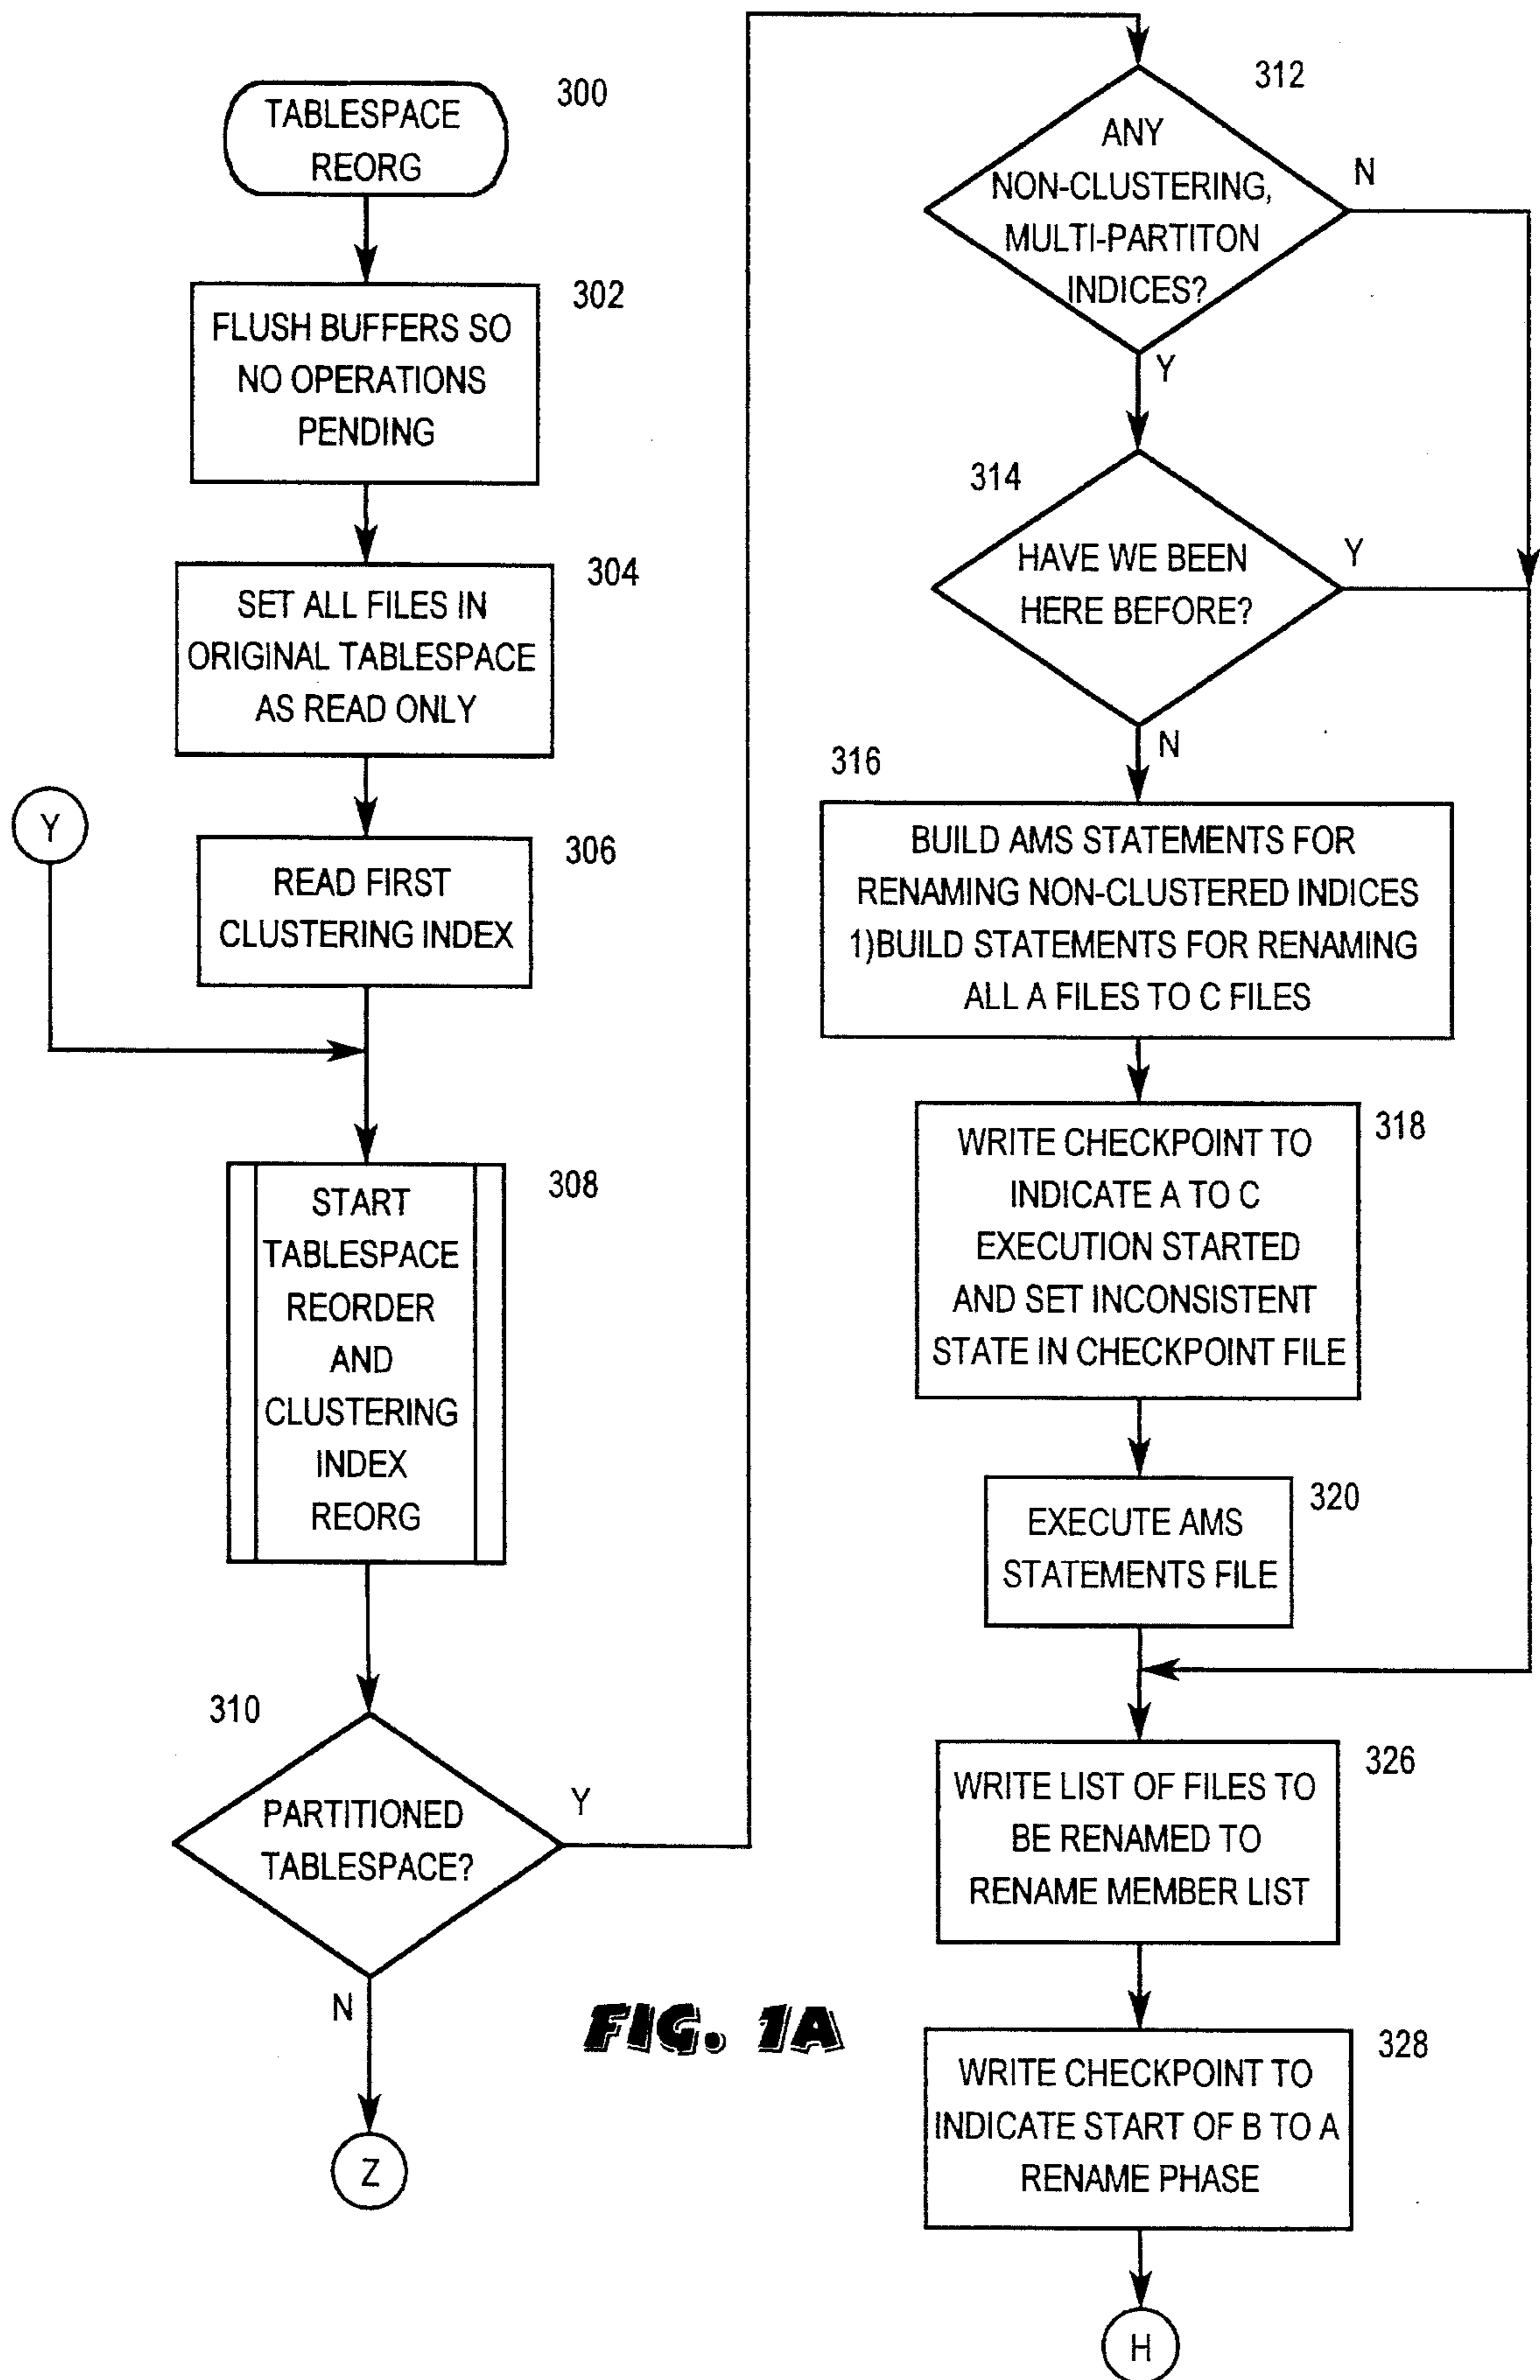 300
TABLESPACE
REORG
302
FLUSH BUFFERS SO
NO OPERATIONS
PENDING
304
SET ALL FILES IN
ORIGINAL TABLESPACE
AS READ ONLY
Y
306
READ FIRST
CLUSTERING INDEX
308
START
TABLESPACE
REORDER
AND
CLUSTERING
INDEX
REORG
310
PARTITIONED
TABLESPACE?
Y
N
Z
312
ANY
NON-CLUSTERING,
MULTI-PARTITON
INDICES?
N
Y
314
HAVE WE BEEN
HERE BEFORE?
Y
N
316
BUILD AMS STATEMENTS FOR
RENAMING NON-CLUSTERED INDICES
1)BUILD STATEMENTS FOR RENAMING
ALL A FILES TO C FILES
318
WRITE CHECKPOINT TO
INDICATE A TO C
EXECUTION STARTED
AND SET INCONSISTENT
STATE IN CHECKPOINT FILE
320
EXECUTE AMS
STATEMENTS FILE
326
WRITE LIST OF FILES TO
BE RENAMED TO
RENAME MEMBER LIST
328
WRITE CHECKPOINT TO
INDICATE START OF B TO A
RENAME PHASE
H
FIG. 1A